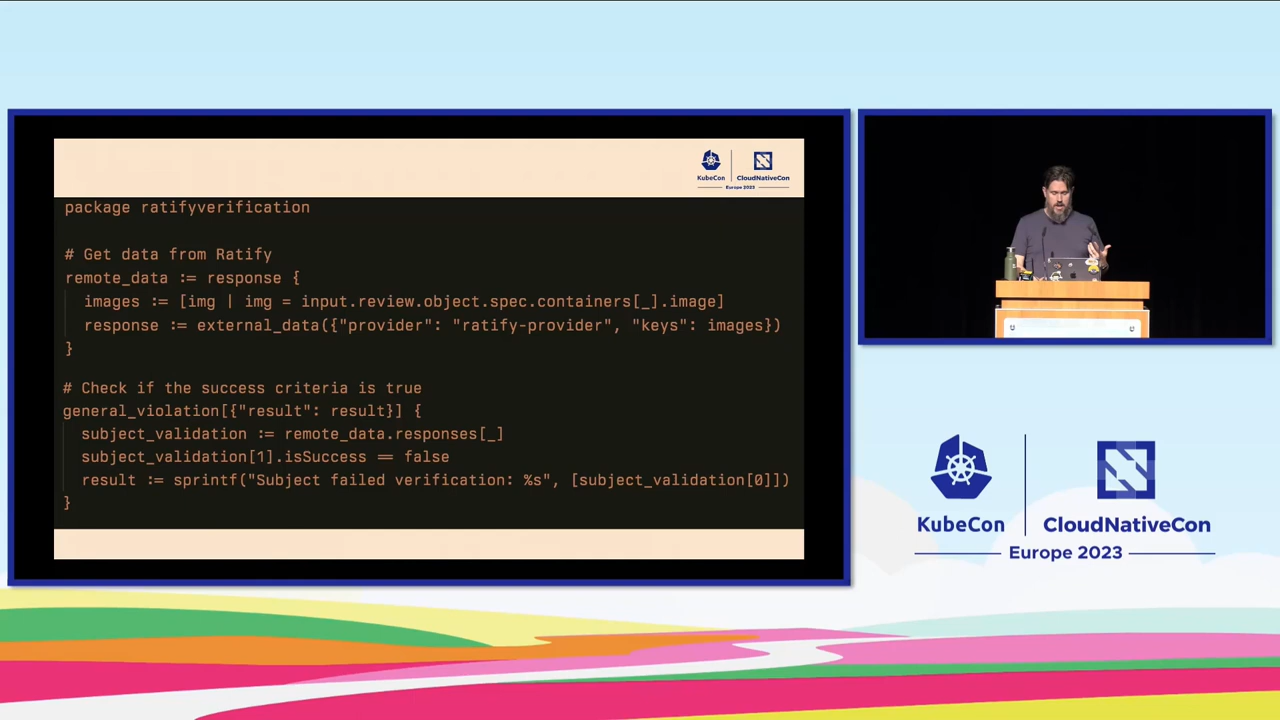 KubeCon
CloudNativeCon
Europe 2023
package ratifyverification
# Get data from Ratify
remote_data := response {
images := [img | img = input.review.object.spec.containers[_].image]
response := external_data({"provider": "ratify-provider", "keys": images})
}
# Check if the success criteria is true
general_violation[{"result": result}] {
subject_validation := remote_data.responses[_]
subject_validation[1].isSuccess == false
result := sprintf("Subject failed verification: %s", [subject_validation[0]])
}
KubeCon
CloudNativeCon
Europe 2023